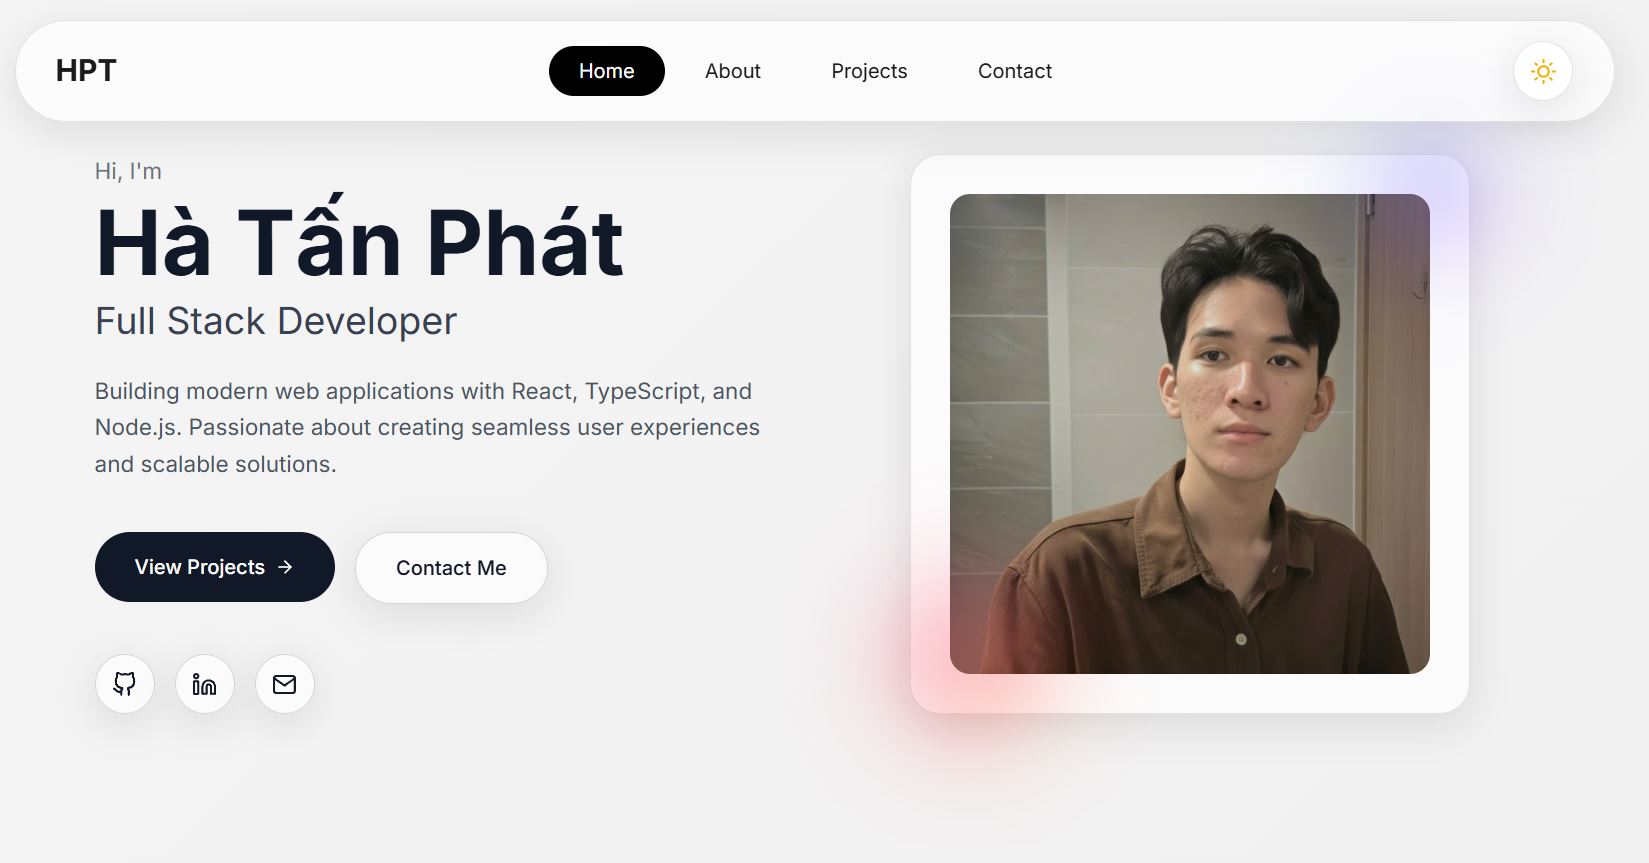 HPT
Home
About
Projects
Contact
Hi, I'm
Hà Tấn Phát
Full Stack Developer
Building modern web applications with React, TypeScript, and
Node.js. Passionate about creating seamless user experiences
and scalable solutions.
View Projects →
Contact Me